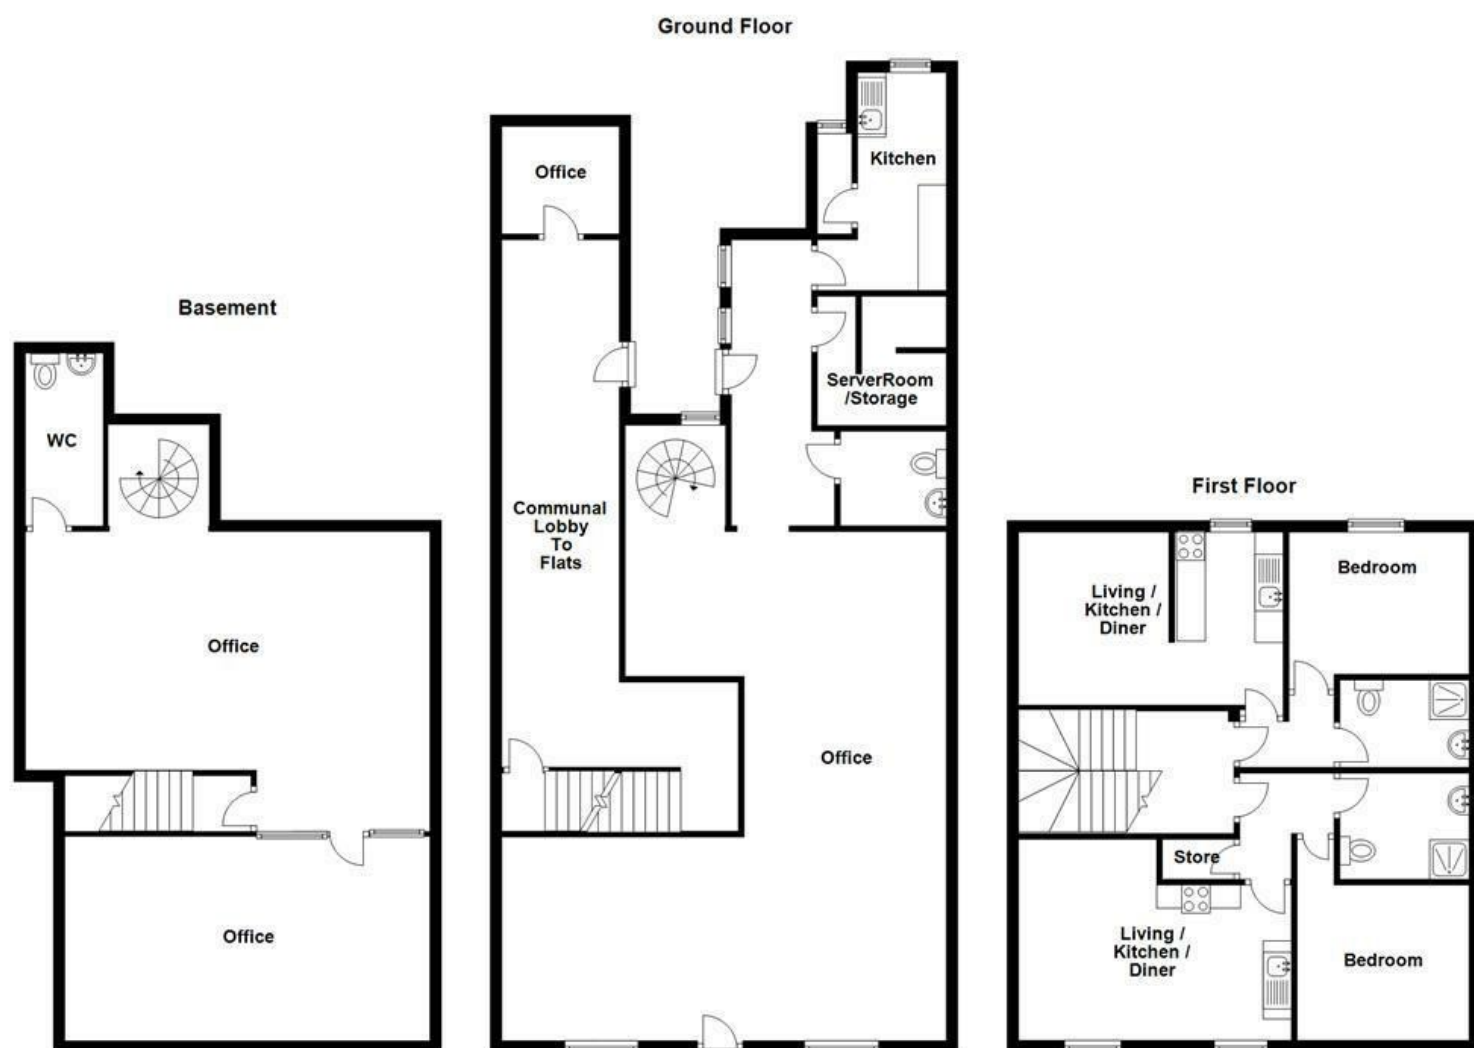 Ground Floor
Office
Kitchen
Basement
ServerRoom
/Storage
WC
Communal
Lobby
To
Flats
Office
Office
Office
First Floor
Living /
Kitchen /
Diner
Bedroom
Store
Living /
Kitchen /
Diner
Bedroom